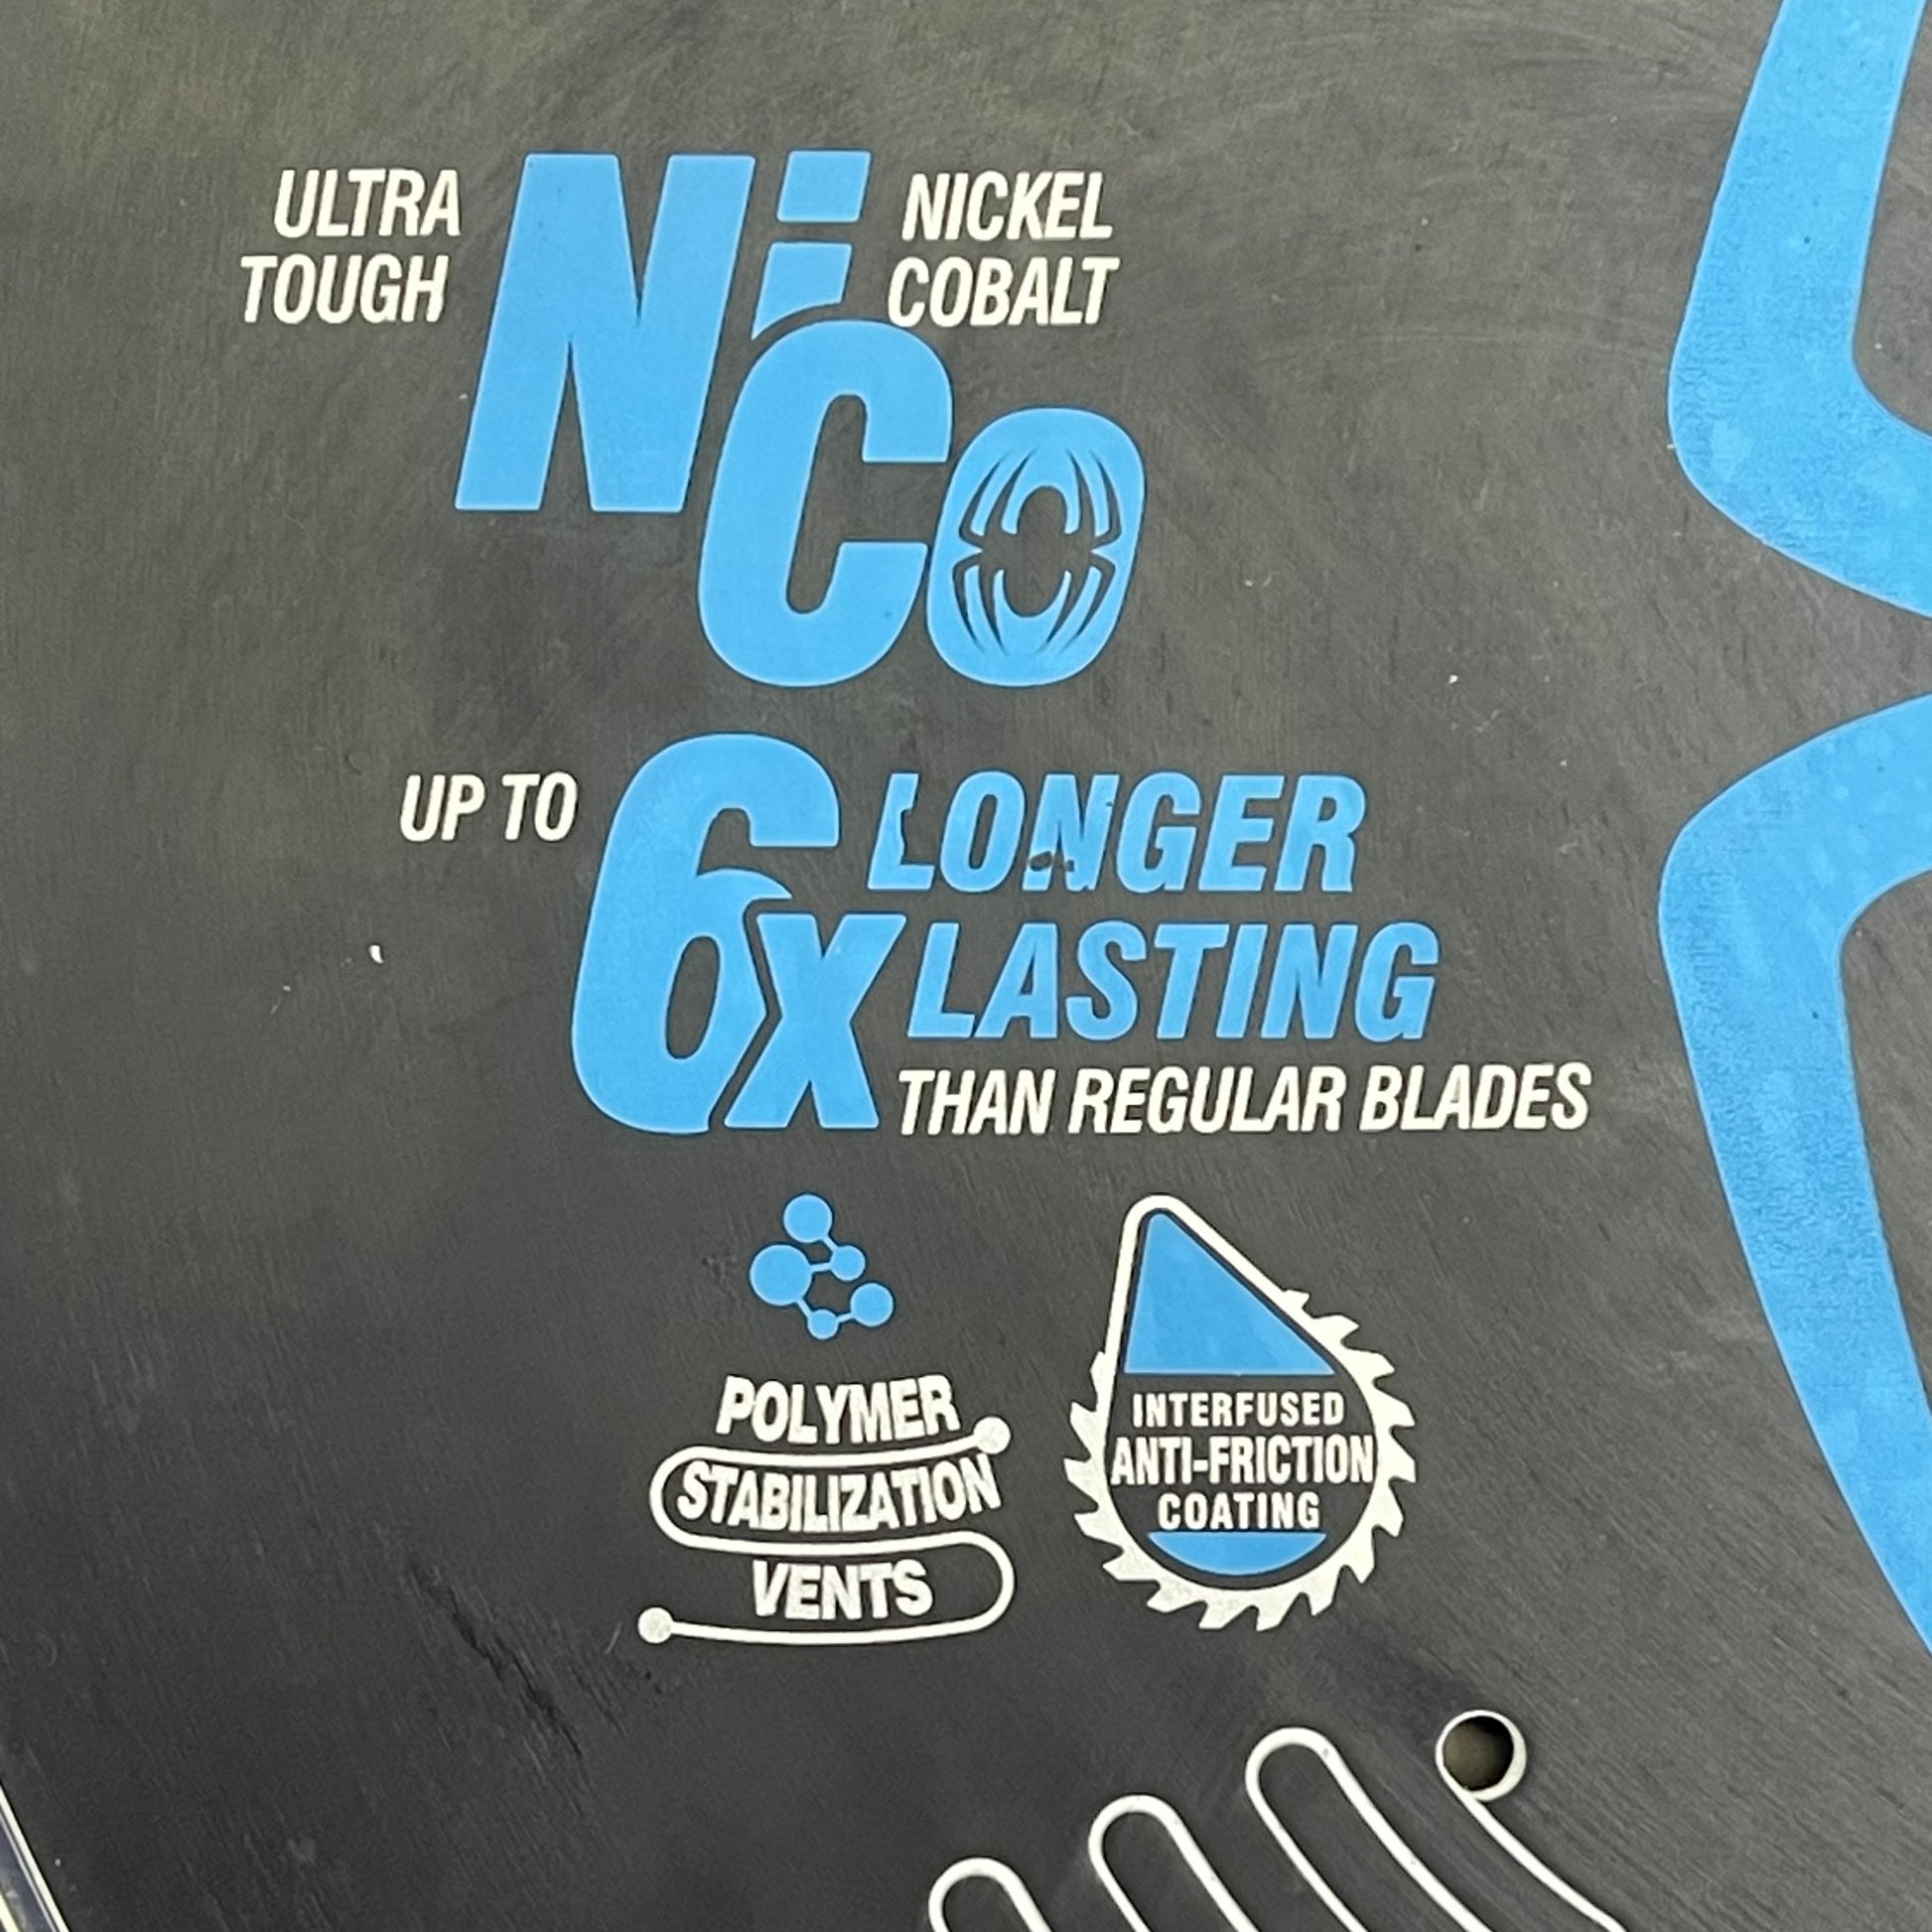 ULTRA
TOUGH
NiCo
NICKEL
COBALT
UP TO
6x
LONGER
LASTING
THAN REGULAR BLADES
POLYMER
STABILIZATION
VENTS
INTERFUSED
ANTI-FRICTION
COATING